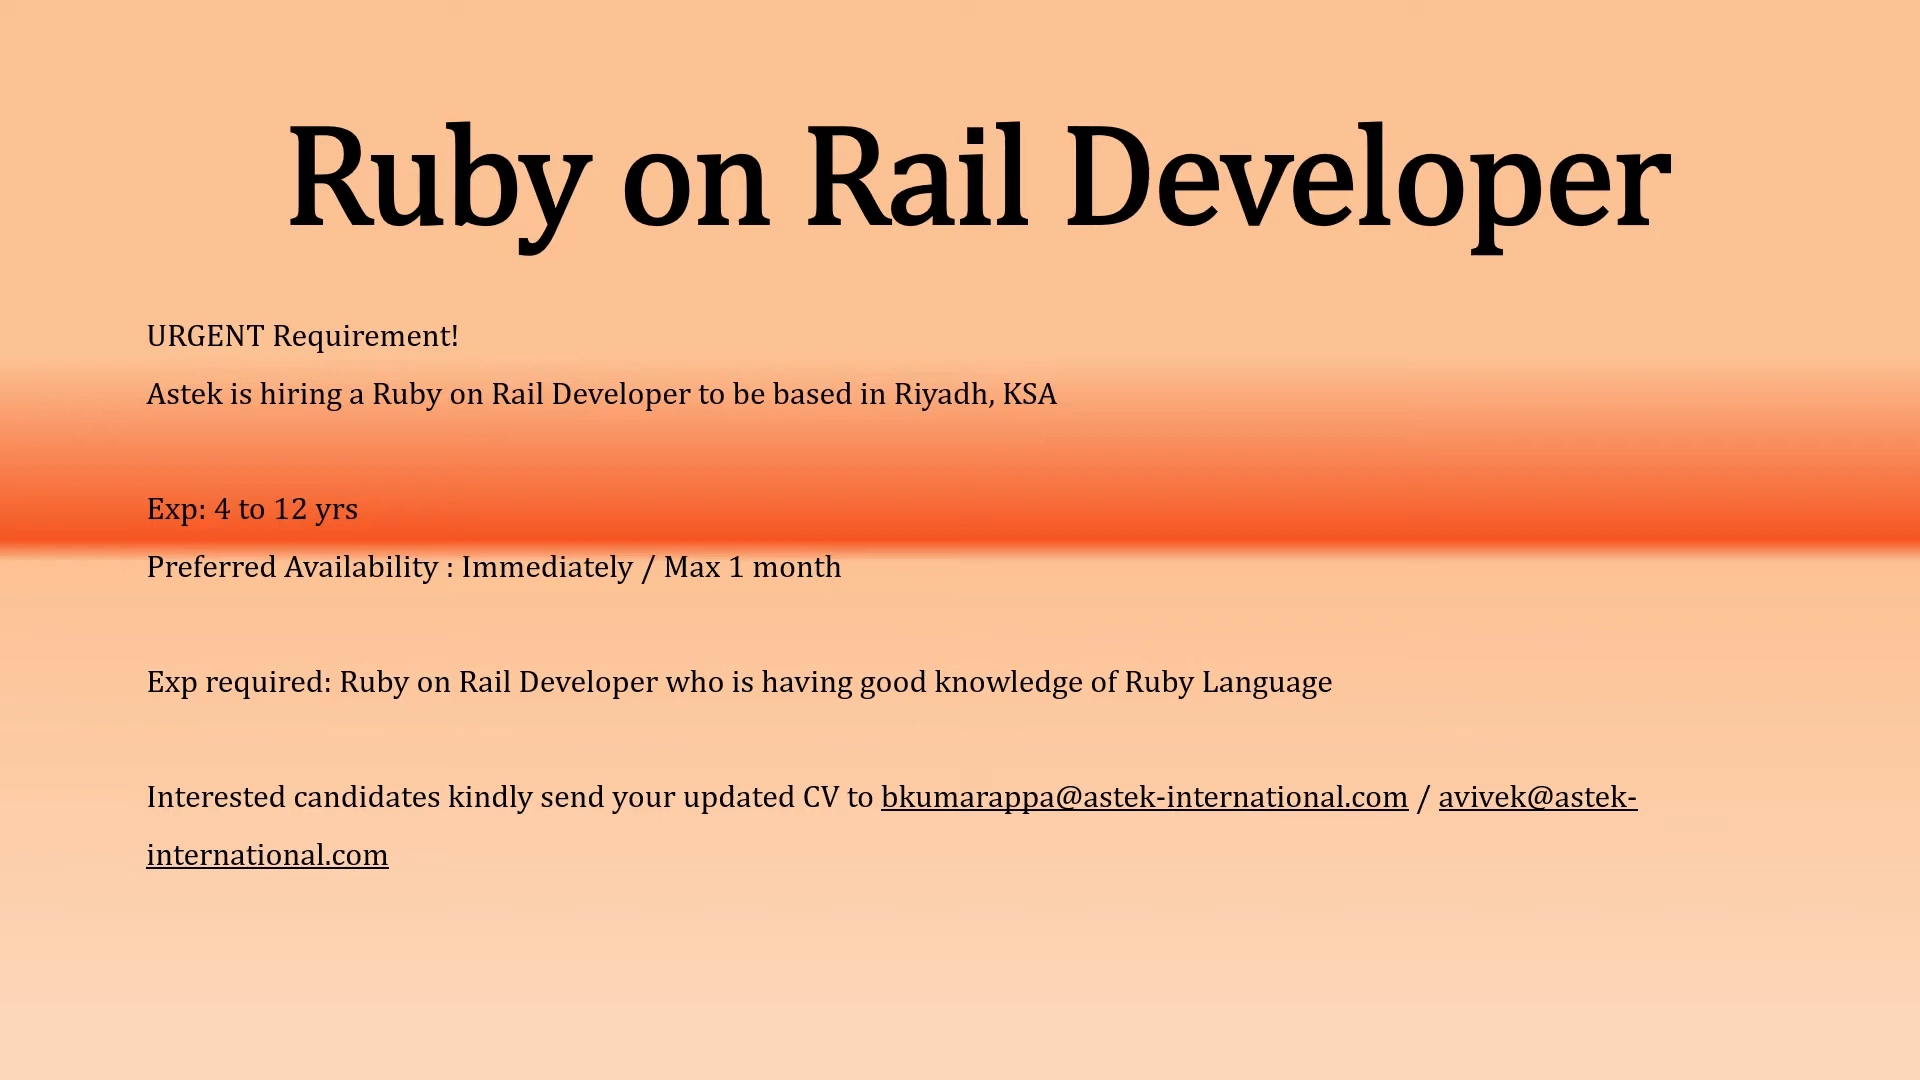 Ruby on Rail Developer
URGENT Requirement!
Astek is hiring a Ruby on Rail Developer to be based in Riyadh, KSA
Exp: 4 to 12 yrs
Preferred Availability : Immediately / Max 1 month
Exp required: Ruby on Rail Developer who is having good knowledge of Ruby Language
Interested candidates kindly send your updated CV to bkumarappa@astek-international.com / avivek@astek-
international.com